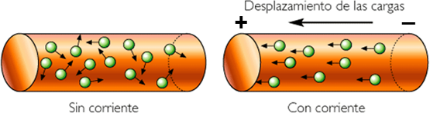 Desplazamiento de las cargas
+ −
Sin corriente
Con corriente